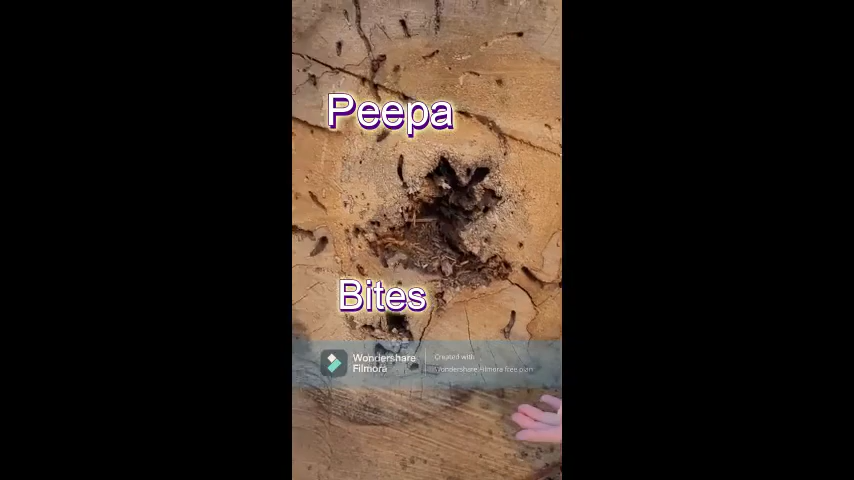 Peepa
Bites
Wondershare
Filmora
Created with
Wondershare Filmora free plan